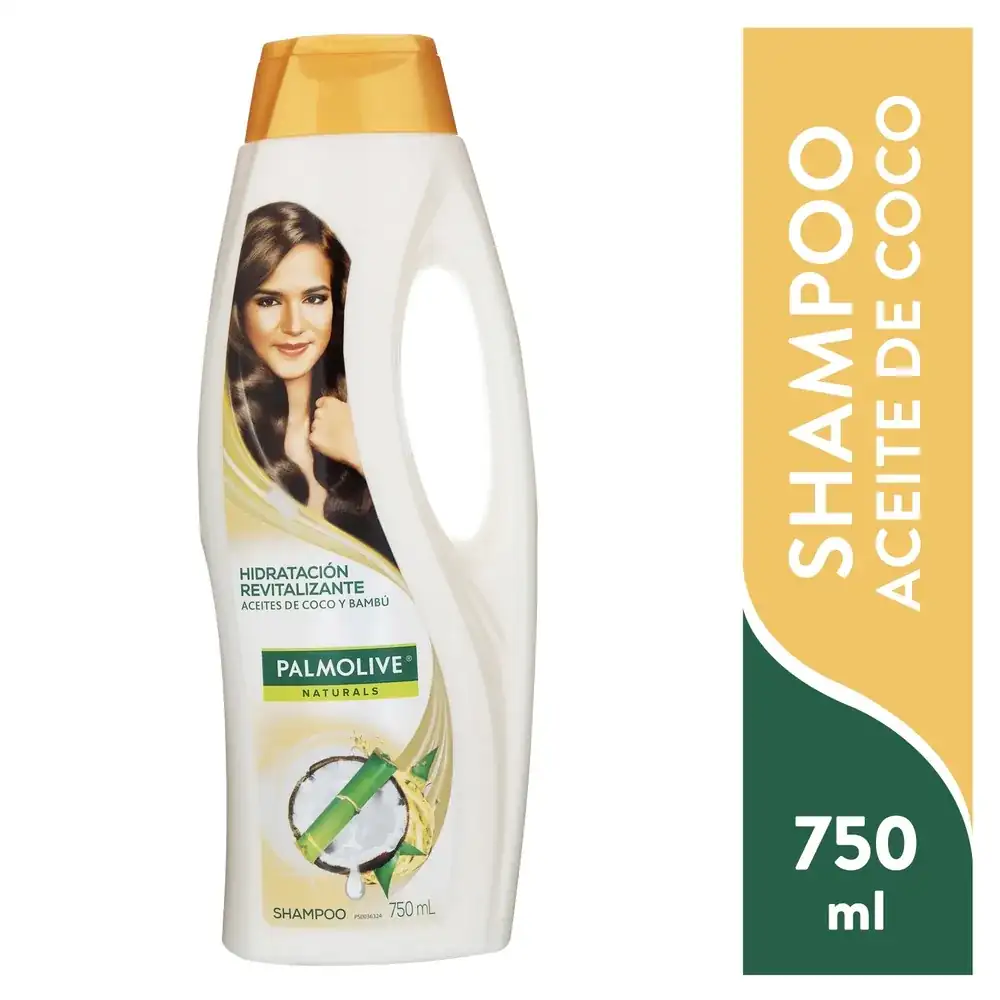 HIDRATACIÓN
REVITALIZANTE
ACEITES DE COCO Y BAMBÚ
PALMOLIVE®
NATURALS
SHAMPOO
750 mL
SHAMPOO
ACEITE DE COCO
750
ml